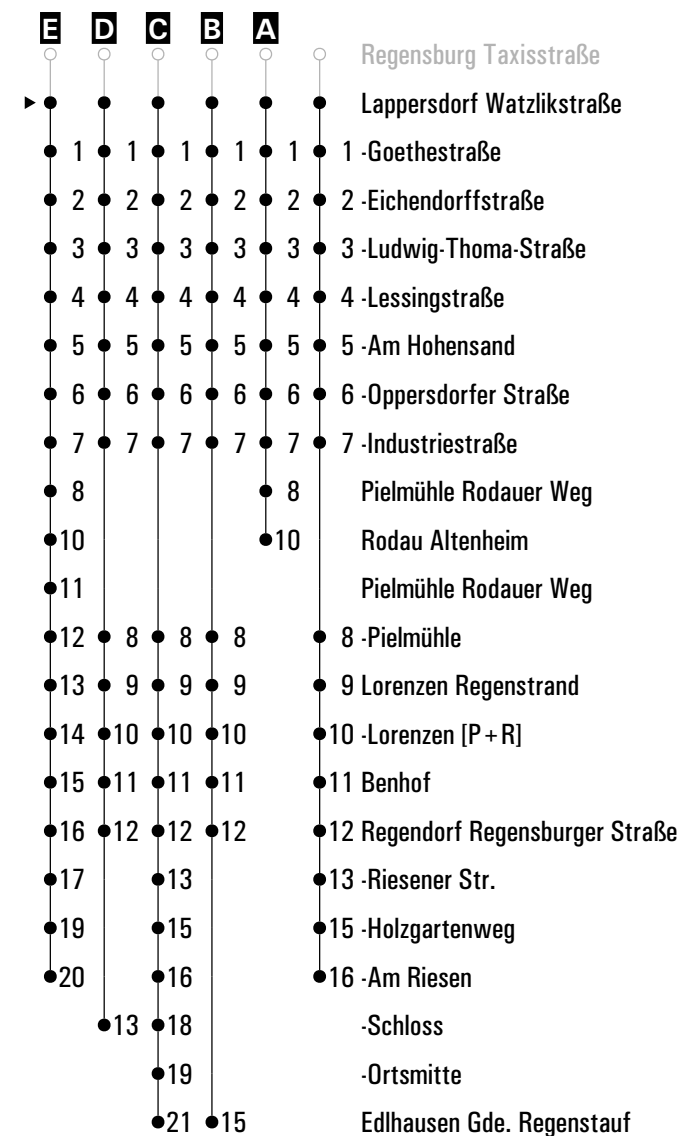 E D C B A
Regensburg Taxisstraße
Lappersdorf Watzlikstraße
1 1 1 1 1 1 -Goethestraße
2 2 2 2 2 2 -Eichendorffstraße
3 3 3 3 3 3 -Ludwig-Thoma-Straße
4 4 4 4 4 4 -Lessingstraße
5 5 5 5 5 5 -Am Hohensand
6 6 6 6 6 6 -Oppersdorfer Straße
7 7 7 7 7 7 -Industriestraße
8 8 Pielmühle Rodauer Weg
10 10 Rodau Altenheim
11 Pielmühle Rodauer Weg
12 8 8 8 8 -Pielmühle
13 9 9 9 9 Lorenzen Regenstrand
14 10 10 10 10 -Lorenzen [P+R]
15 11 11 11 11 Benhof
16 12 12 12 12 Regendorf Regensburger Straße
17 13 13 -Riesener Str.
19 15 15 -Holzgartenweg
20 16 16 -Am Riesen
13 18 -Schloss
19 -Ortsmitte
21 15 Edlhausen Gde. Regenstauf